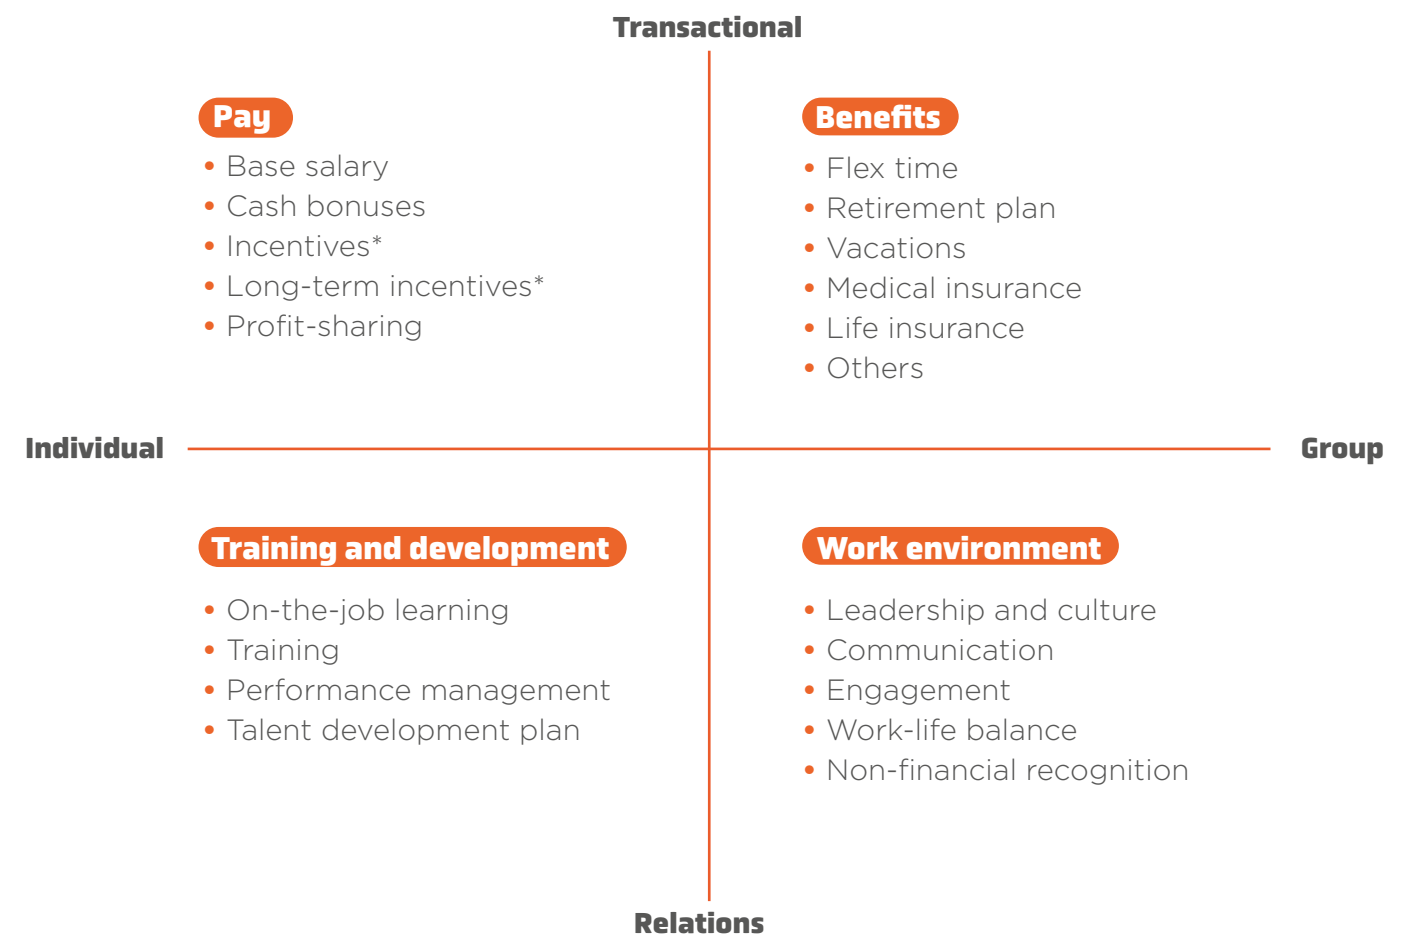 Transactional
Pay
• Base salary
• Cash bonuses
• Incentives*
• Long-term incentives*
• Profit-sharing
Benefits
• Flex time
• Retirement plan
• Vacations
• Medical insurance
• Life insurance
• Others
Individual
Group
Training and development
• On-the-job learning
• Training
• Performance management
• Talent development plan
Work environment
• Leadership and culture
• Communication
• Engagement
• Work-life balance
• Non-financial recognition
Relations